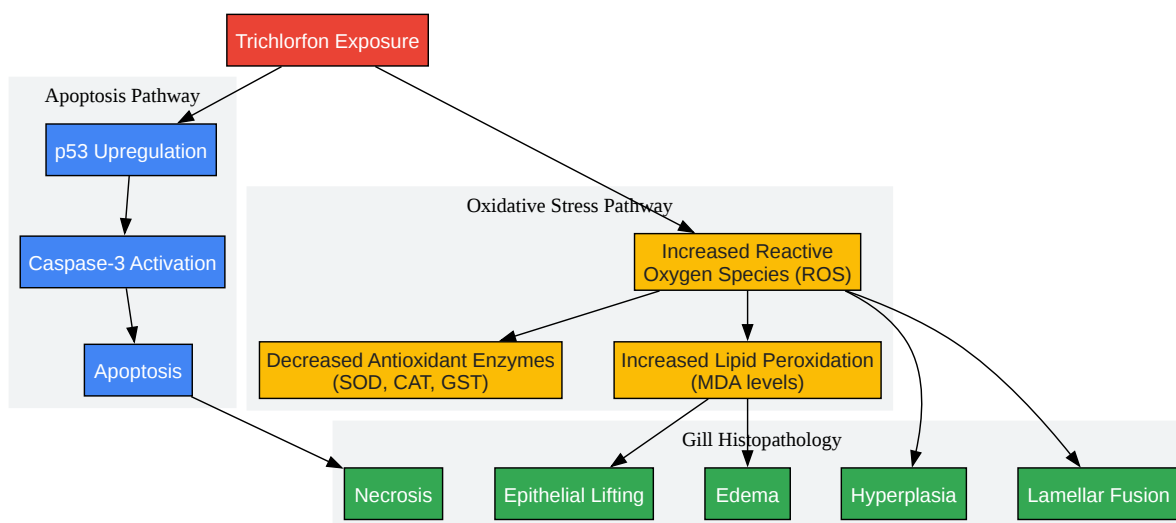 Trichlorfon Exposure
Apoptosis Pathway
p53 Upregulation
Caspase-3 Activation
Apoptosis
Oxidative Stress Pathway
Increased Reactive
Oxygen Species (ROS)
Decreased Antioxidant Enzymes
(SOD, CAT, GST)
Increased Lipid Peroxidation
(MDA levels)
Gill Histopathology
Necrosis
Epithelial Lifting
Edema
Hyperplasia
Lamellar Fusion